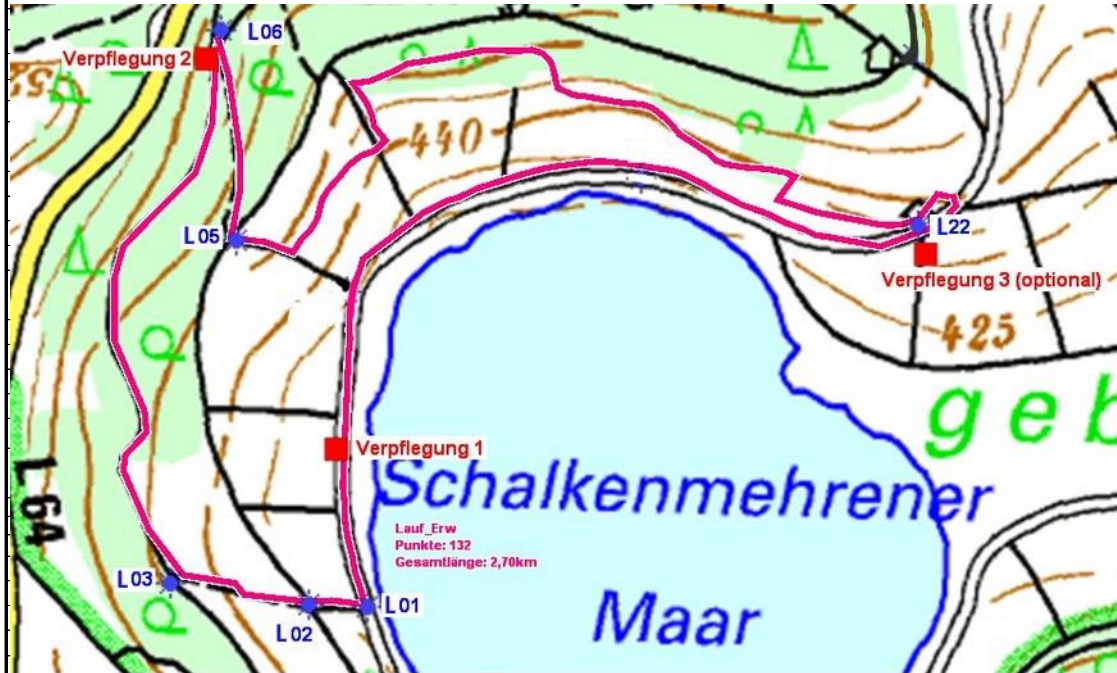 L06
Verpflegung 2
440
L05
L22
Verpflegung 3 (optional)
425
geb
Verpflegung 1
Schalkenmehrener
L 64
Lauf_Erw
Punkte: 132
Gesamtlänge: 2,70km
L03
L01
L02
Maar